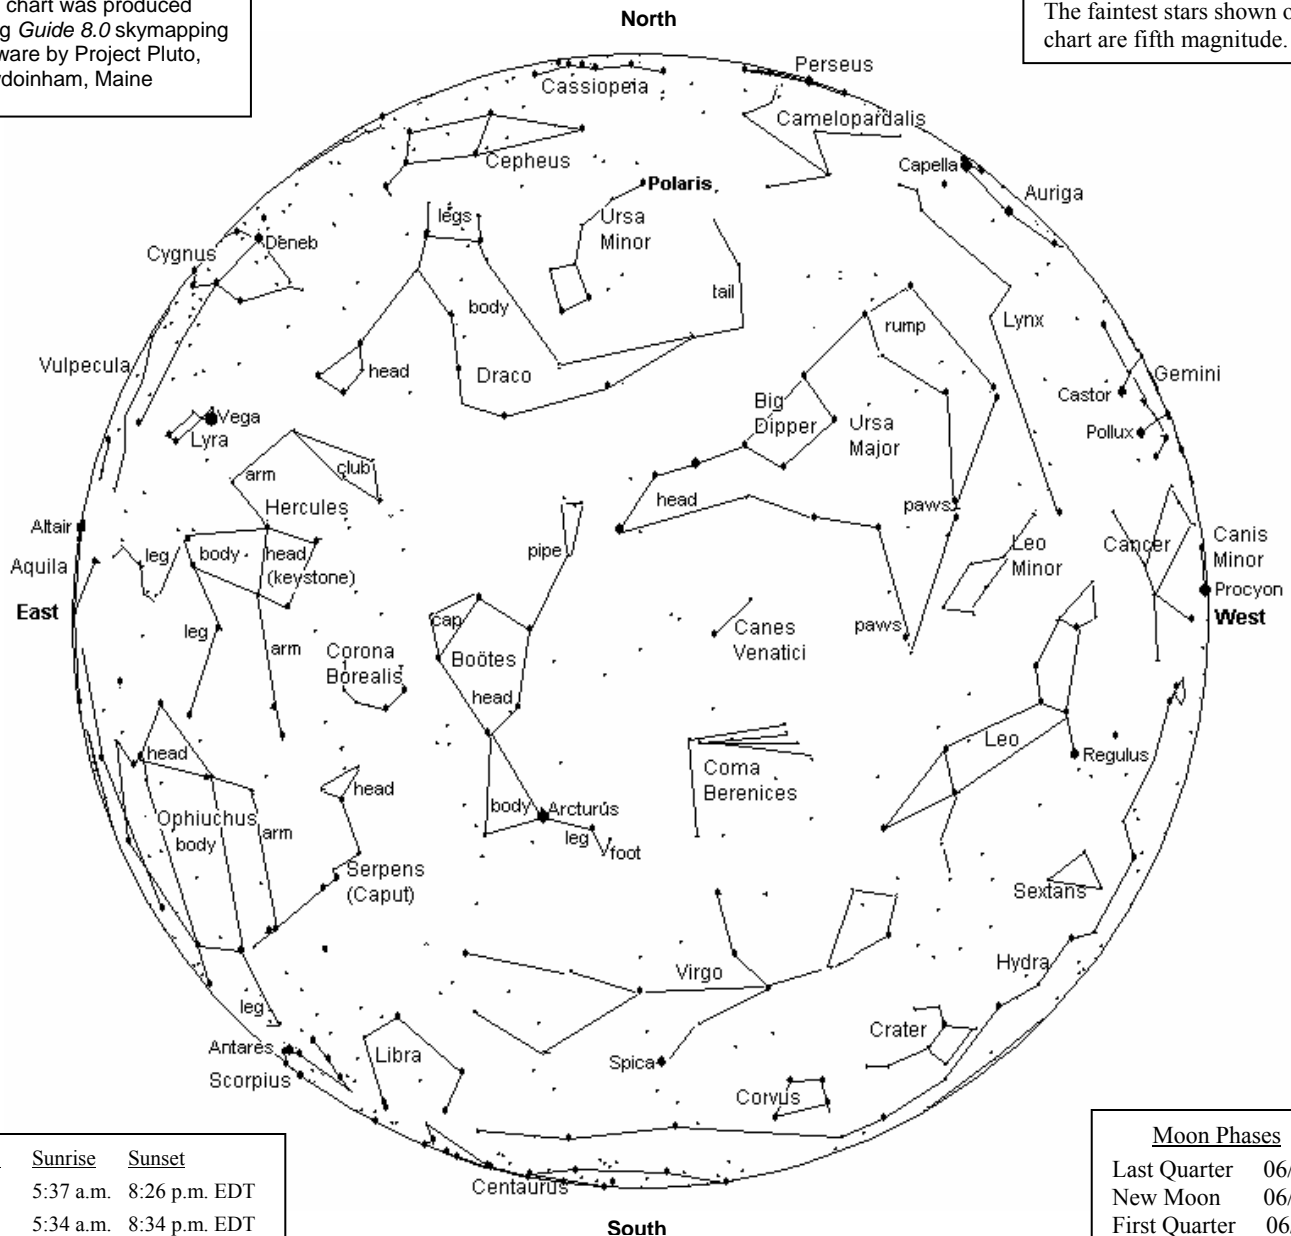 chart was produced
g Guide 8.0 skymapping
ware by Project Pluto,
doinham, Maine
North
The faintest stars shown o
chart are fifth magnitude.
Perseus
Cassiopeia
Camelopardalis
Cepheus
Capella
Polaris
Auriga
legs
Ursa
Minor
Cygnus
Deneb
body
tail
rump
Lynx
Vulpecula
head
Draco
Gemini
Castor
Big
Dipper
Ursa
Major
Pollux
Vega
Lyra
arm
club
head
Hercules
paws
Altair
leg
body
head
(keystone)
pipe
Leo
Minor
Cancer
Canis
Minor
Aquila
Procyon
East
West
cap
leg
arm
Canes
Venatici
paws
Corona
Borealis
Boötes
head
head
Leo
Regulus
Coma
Berenices
head
body
Arcturus
leg
foot
Ophiuchus
body
arm
Serpens
(Caput)
Sextans
Virgo
Hydra
leg
Crater
Antares
Libra
Spica
Scorpius
Corvus
Centaurus
South
Sunrise Sunset
5:37 a.m. 8:26 p.m. EDT
5:34 a.m. 8:34 p.m. EDT
Moon Phases
Last Quarter 06/
New Moon 06/
First Quarter 06/